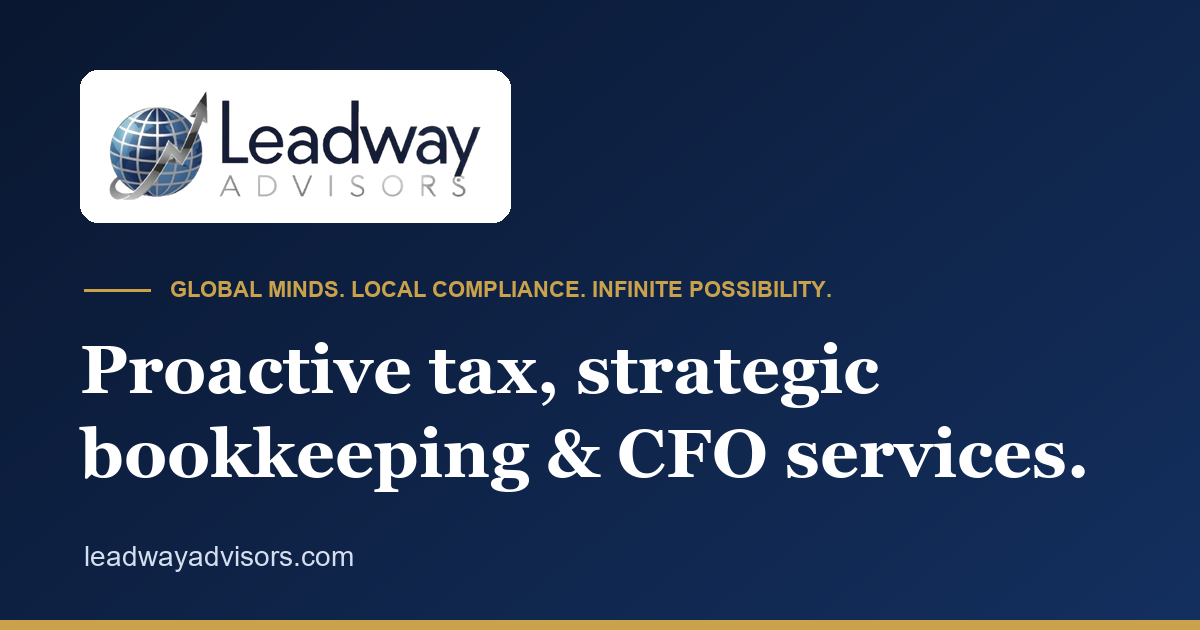 Leadway
ADVISORS
GLOBAL MINDS. LOCAL COMPLIANCE. INFINITE POSSIBILITY.
Proactive tax, strategic
bookkeeping & CFO services.
leadwayadvisors.com